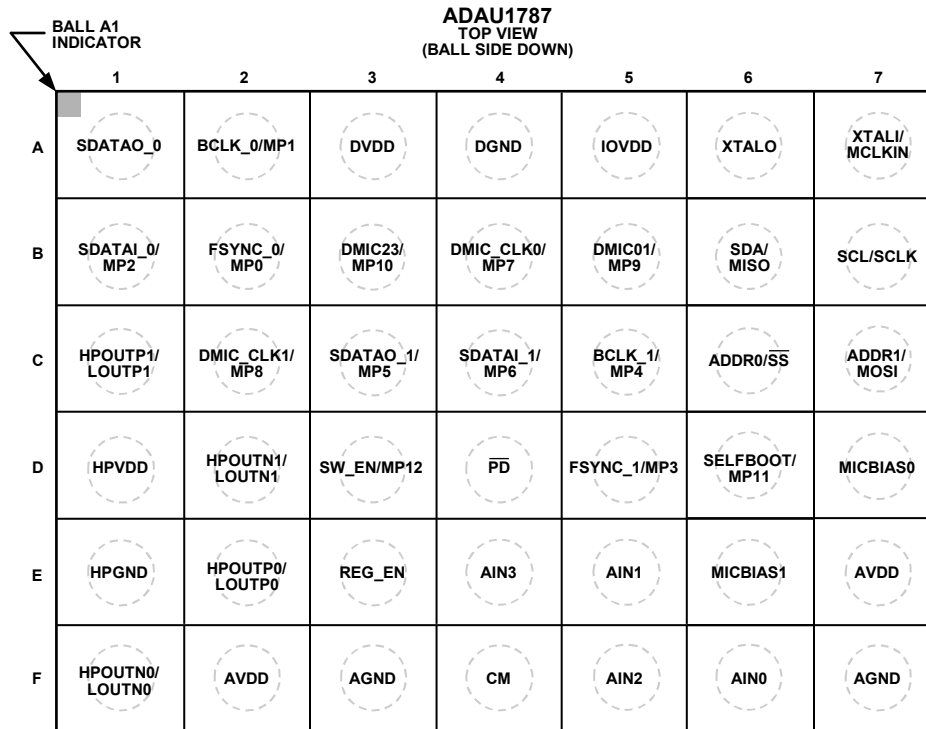 ADAU1787
TOP VIEW
(BALL SIDE DOWN)
BALL A1
INDICATOR
1 2 3 4 5 6 7
A
SDATAO_0
BCLK_0/MP1
DVDD
DGND
IOVDD
XTALO
XTALI/
MCLKIN
B
SDATAI_0/
MP2
FSYNC_0/
MP0
DMIC23/
MP10
DMIC_CLK0/
MP7
DMIC01/
MP9
SDA/
MISO
SCL/SCLK
C
HPOUTP1/
LOUTP1
DMIC_CLK1/
MP8
SDATAO_1/
MP5
SDATAI_1/
MP6
BCLK_1/
MP4
ADDR0/S̅S̅
ADDR1/
MOSI
D
HPVDD
HPOUTN1/
LOUTN1
SW_EN/MP12
P̅D̅
FSYNC_1/MP3
SELFBOOT/
MP11
MICBIAS0
E
HPGND
HPOUTP0/
LOUTP0
REG_EN
AIN3
AIN1
MICBIAS1
AVDD
F
HPOUTN0/
LOUTN0
AVDD
AGND
CM
AIN2
AIN0
AGND